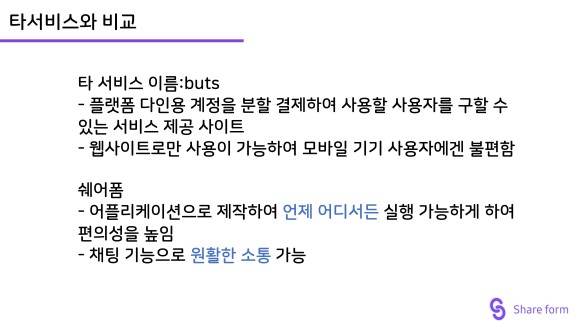 타서비스와 비교
타 서비스 이름:buts
- 플랫폼 다인용 계정을 분할 결제하여 사용할 사용자를 구할 수
있는 서비스 제공 사이트
- 웹사이트로만 사용이 가능하여 모바일 기기 사용자에겐 불편함
쉐어폼
- 어플리케이션으로 제작하여 언제 어디서든 실행 가능하게 하여
편의성을 높임
- 채팅 기능으로 원활한 소통 가능
Share form